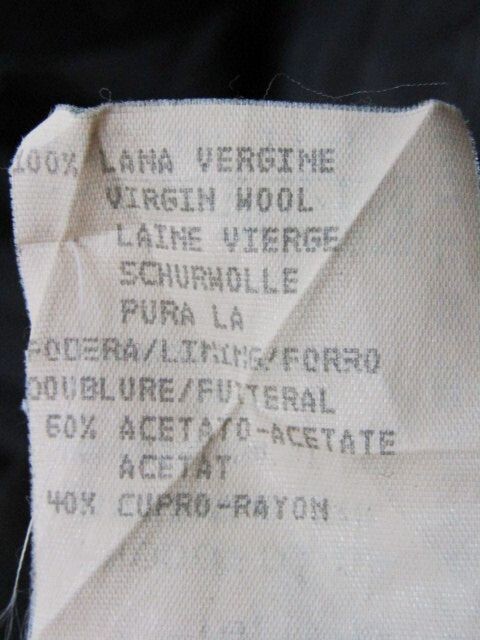 100% LANA VERGINE
VIRGIN WOOL
LAINE VIERGE
SCHURWOLLE
PURA LA
FODERA/LINING/FORRO
DOUBLURE/FUTTERAL
60% ACETATO-ACETATE
ACETAT
40% CUPRO-RAYON